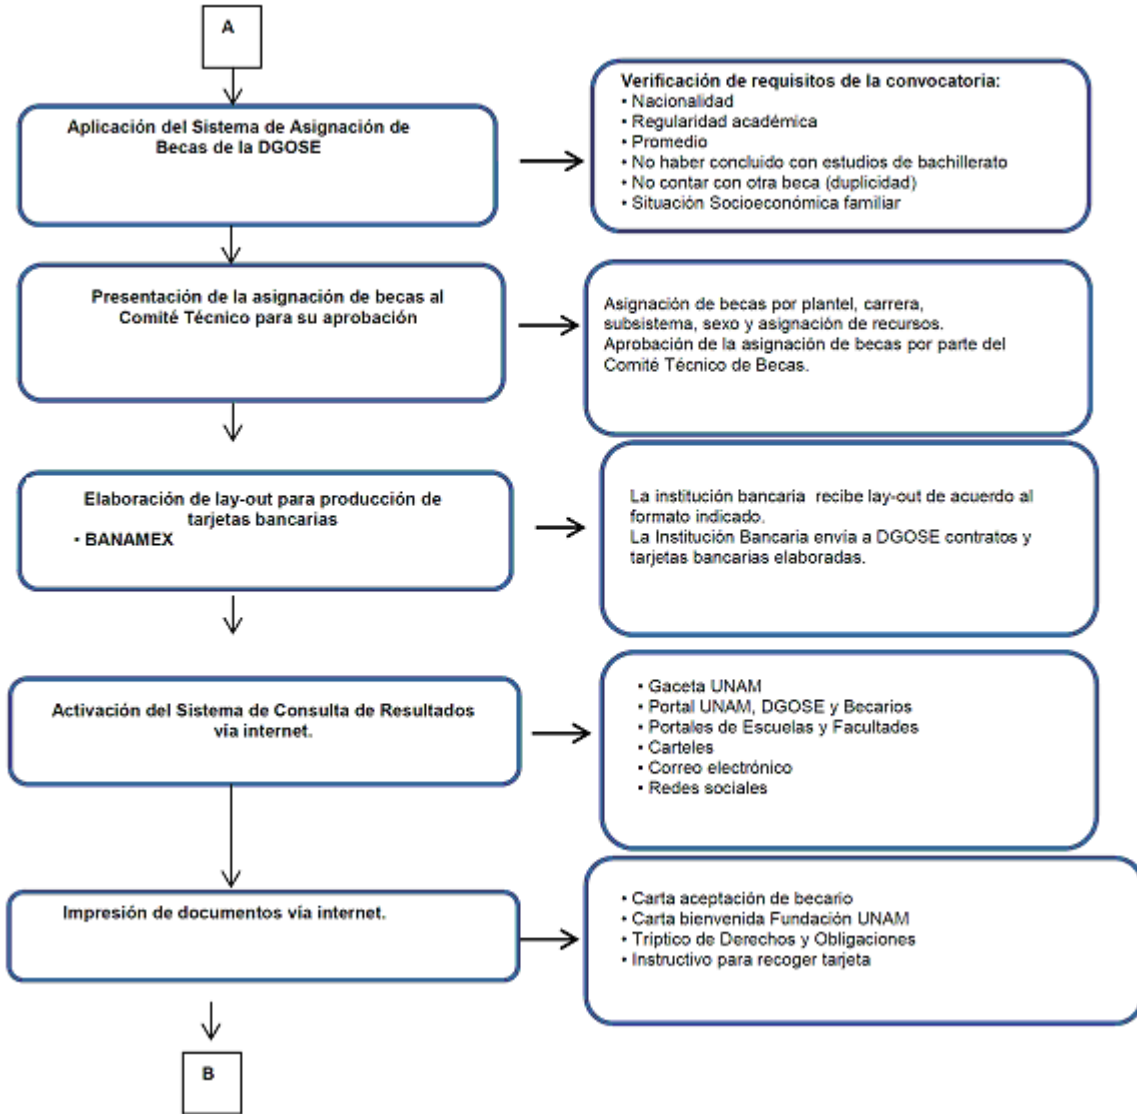 A
Aplicación del Sistema de Asignación de
Becas de la DGOSE
Verificación de requisitos de la convocatoria:
• Nacionalidad
• Regularidad académica
• Promedio
• No haber concluido con estudios de bachillerato
• No contar con otra beca (duplicidad)
• Situación Socioeconómica familiar
Presentación de la asignación de becas al
Comité Técnico para su aprobación
Asignación de becas por plantel, carrera,
subsistema, sexo y asignación de recursos.
Aprobación de la asignación de becas por parte del
Comité Técnico de Becas.
Elaboración de lay-out para producción de
tarjetas bancarias
• BANAMEX
La institución bancaria recibe lay-out de acuerdo al
formato indicado.
La Institución Bancaria envía a DGOSE contratos y
tarjetas bancarias elaboradas.
Activación del Sistema de Consulta de Resultados
vía internet.
• Gaceta UNAM
• Portal UNAM, DGOSE y Becarios
• Portales de Escuelas y Facultades
• Carteles
• Correo electrónico
• Redes sociales
Impresión de documentos vía internet.
• Carta aceptación de becario
• Carta bienvenida Fundación UNAM
• Tríptico de Derechos y Obligaciones
• Instructivo para recoger tarjeta
B